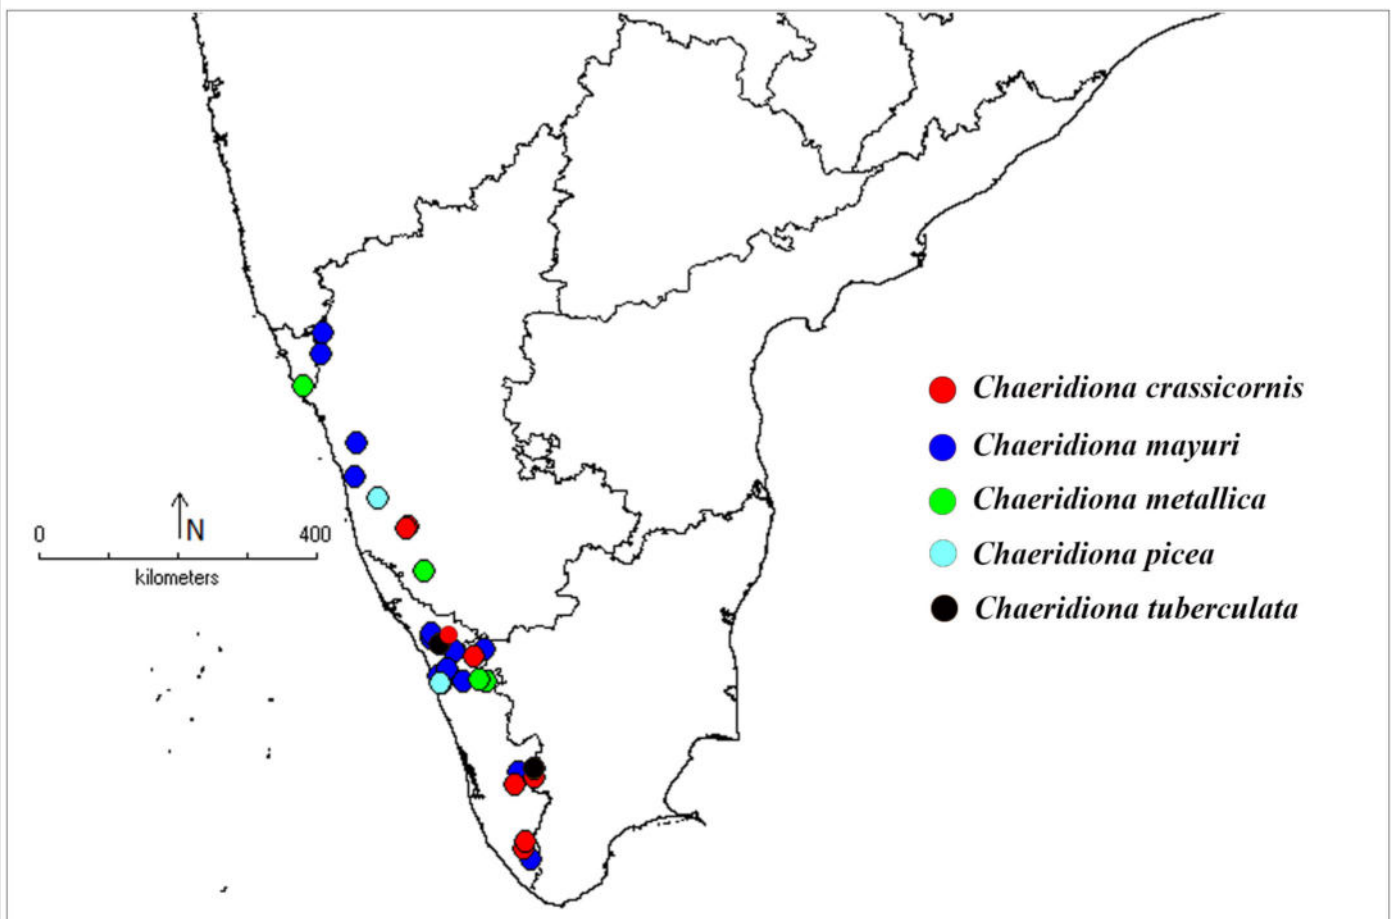 Chaeridiona crassicornis
Chaeridiona mayuri
Chaeridiona metallica
0 N 400
kilometers
Chaeridiona picea
Chaeridiona tuberculata